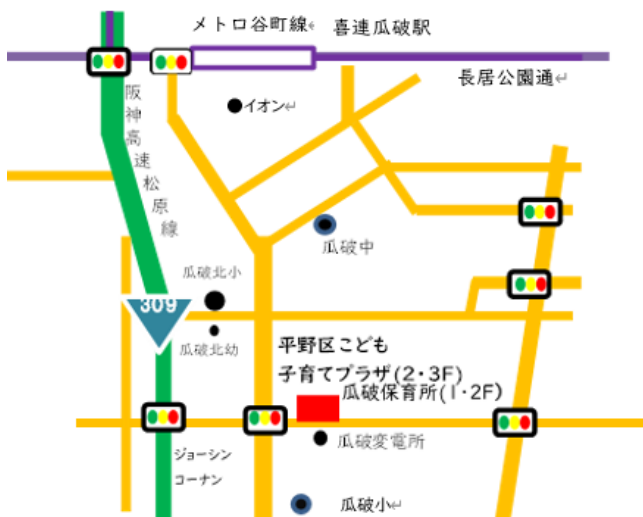 メトロ谷町線
喜連瓜破駅
長居公園通
阪神高速松原線
イオン
瓜破中
瓜破北小
309
瓜破北幼
平野区こども
子育てプラザ(2・3F)
瓜破保育所(1・2F)
瓜破変電所
ジョーシン
コーナン
瓜破小